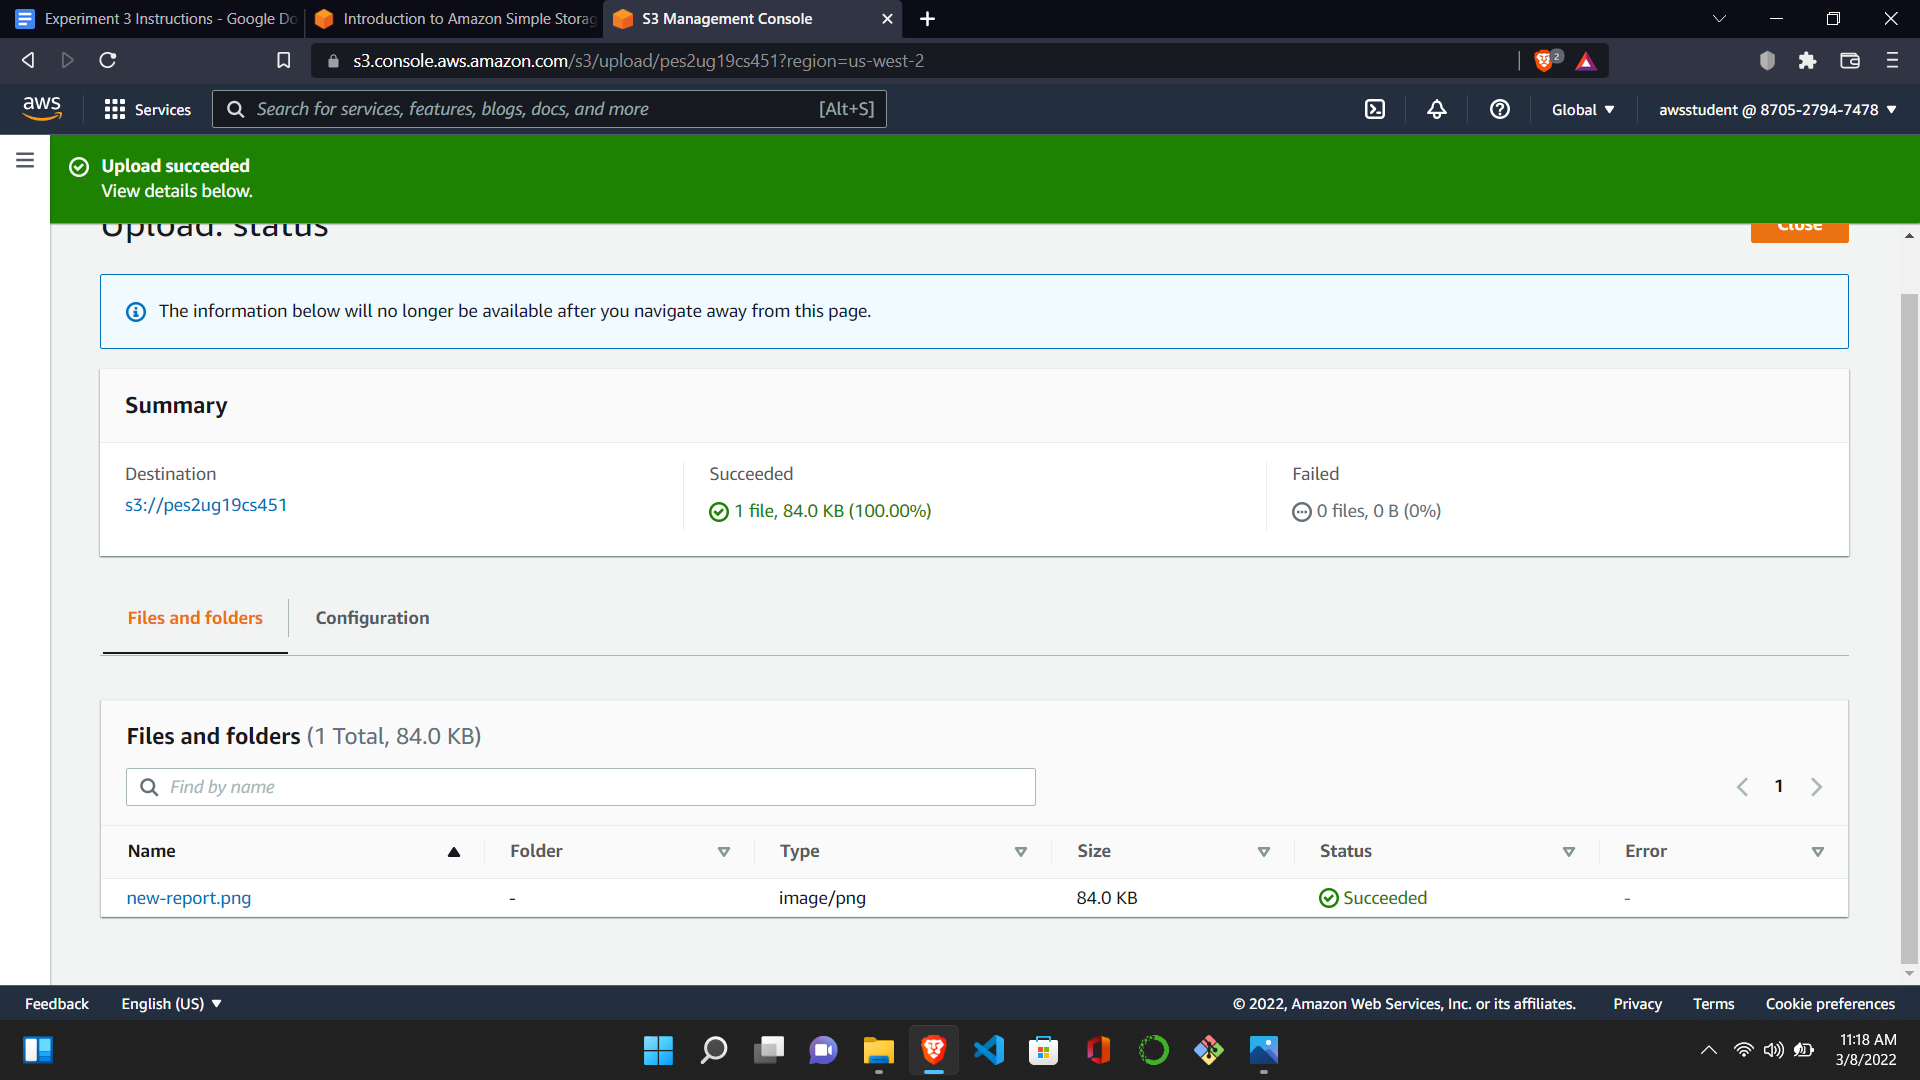 Experiment 3 Instructions - Google Do
Introduction to Amazon Simple Storag
S3 Management Console
s3.console.aws.amazon.com/s3/upload/pes2ug19cs451?region=us-west-2
2
aws
Services
Search for services, features, blogs, docs, and more
[Alt+S]
Global
awsstudent @ 8705-2794-7478
Upload succeeded
View details below.
Upload: status
Close
The information below will no longer be available after you navigate away from this page.
Summary
Destination
s3://pes2ug19cs451
Succeeded
1 file, 84.0 KB (100.00%)
Failed
0 files, 0 B (0%)
Files and folders
Configuration
Files and folders (1 Total, 84.0 KB)
Find by name
1
Name Folder Type Size Status Error
new-report.png - image/png 84.0 KB Succeeded -
Feedback English (US) © 2022, Amazon Web Services, Inc. or its affiliates. Privacy Terms Cookie preferences
11:18 AM
3/8/2022